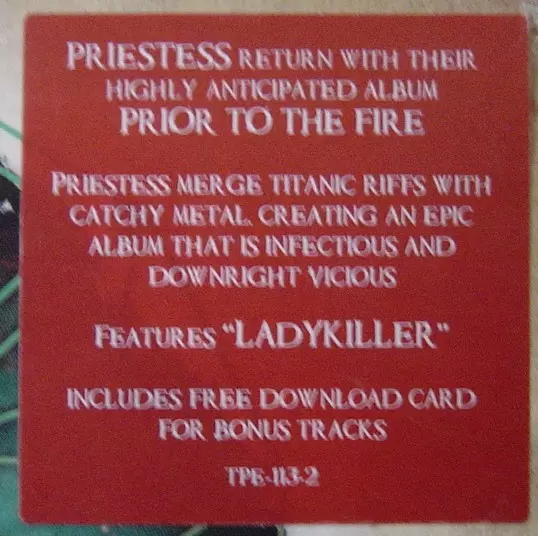 PRIESTESS RETURN WITH THEIR
HIGHLY ANTICIPATED ALBUM
PRIOR TO THE FIRE
PRIESTESS MERGE TITANIC RIFFS WITH
CATCHY METAL, CREATING AN EPIC
ALBUM THAT IS INFECTIOUS AND
DOWNRIGHT VICIOUS
FEATURES "LADYKILLER"
INCLUDES FREE DOWNLOAD CARD
FOR BONUS TRACKS
TPE-113-2